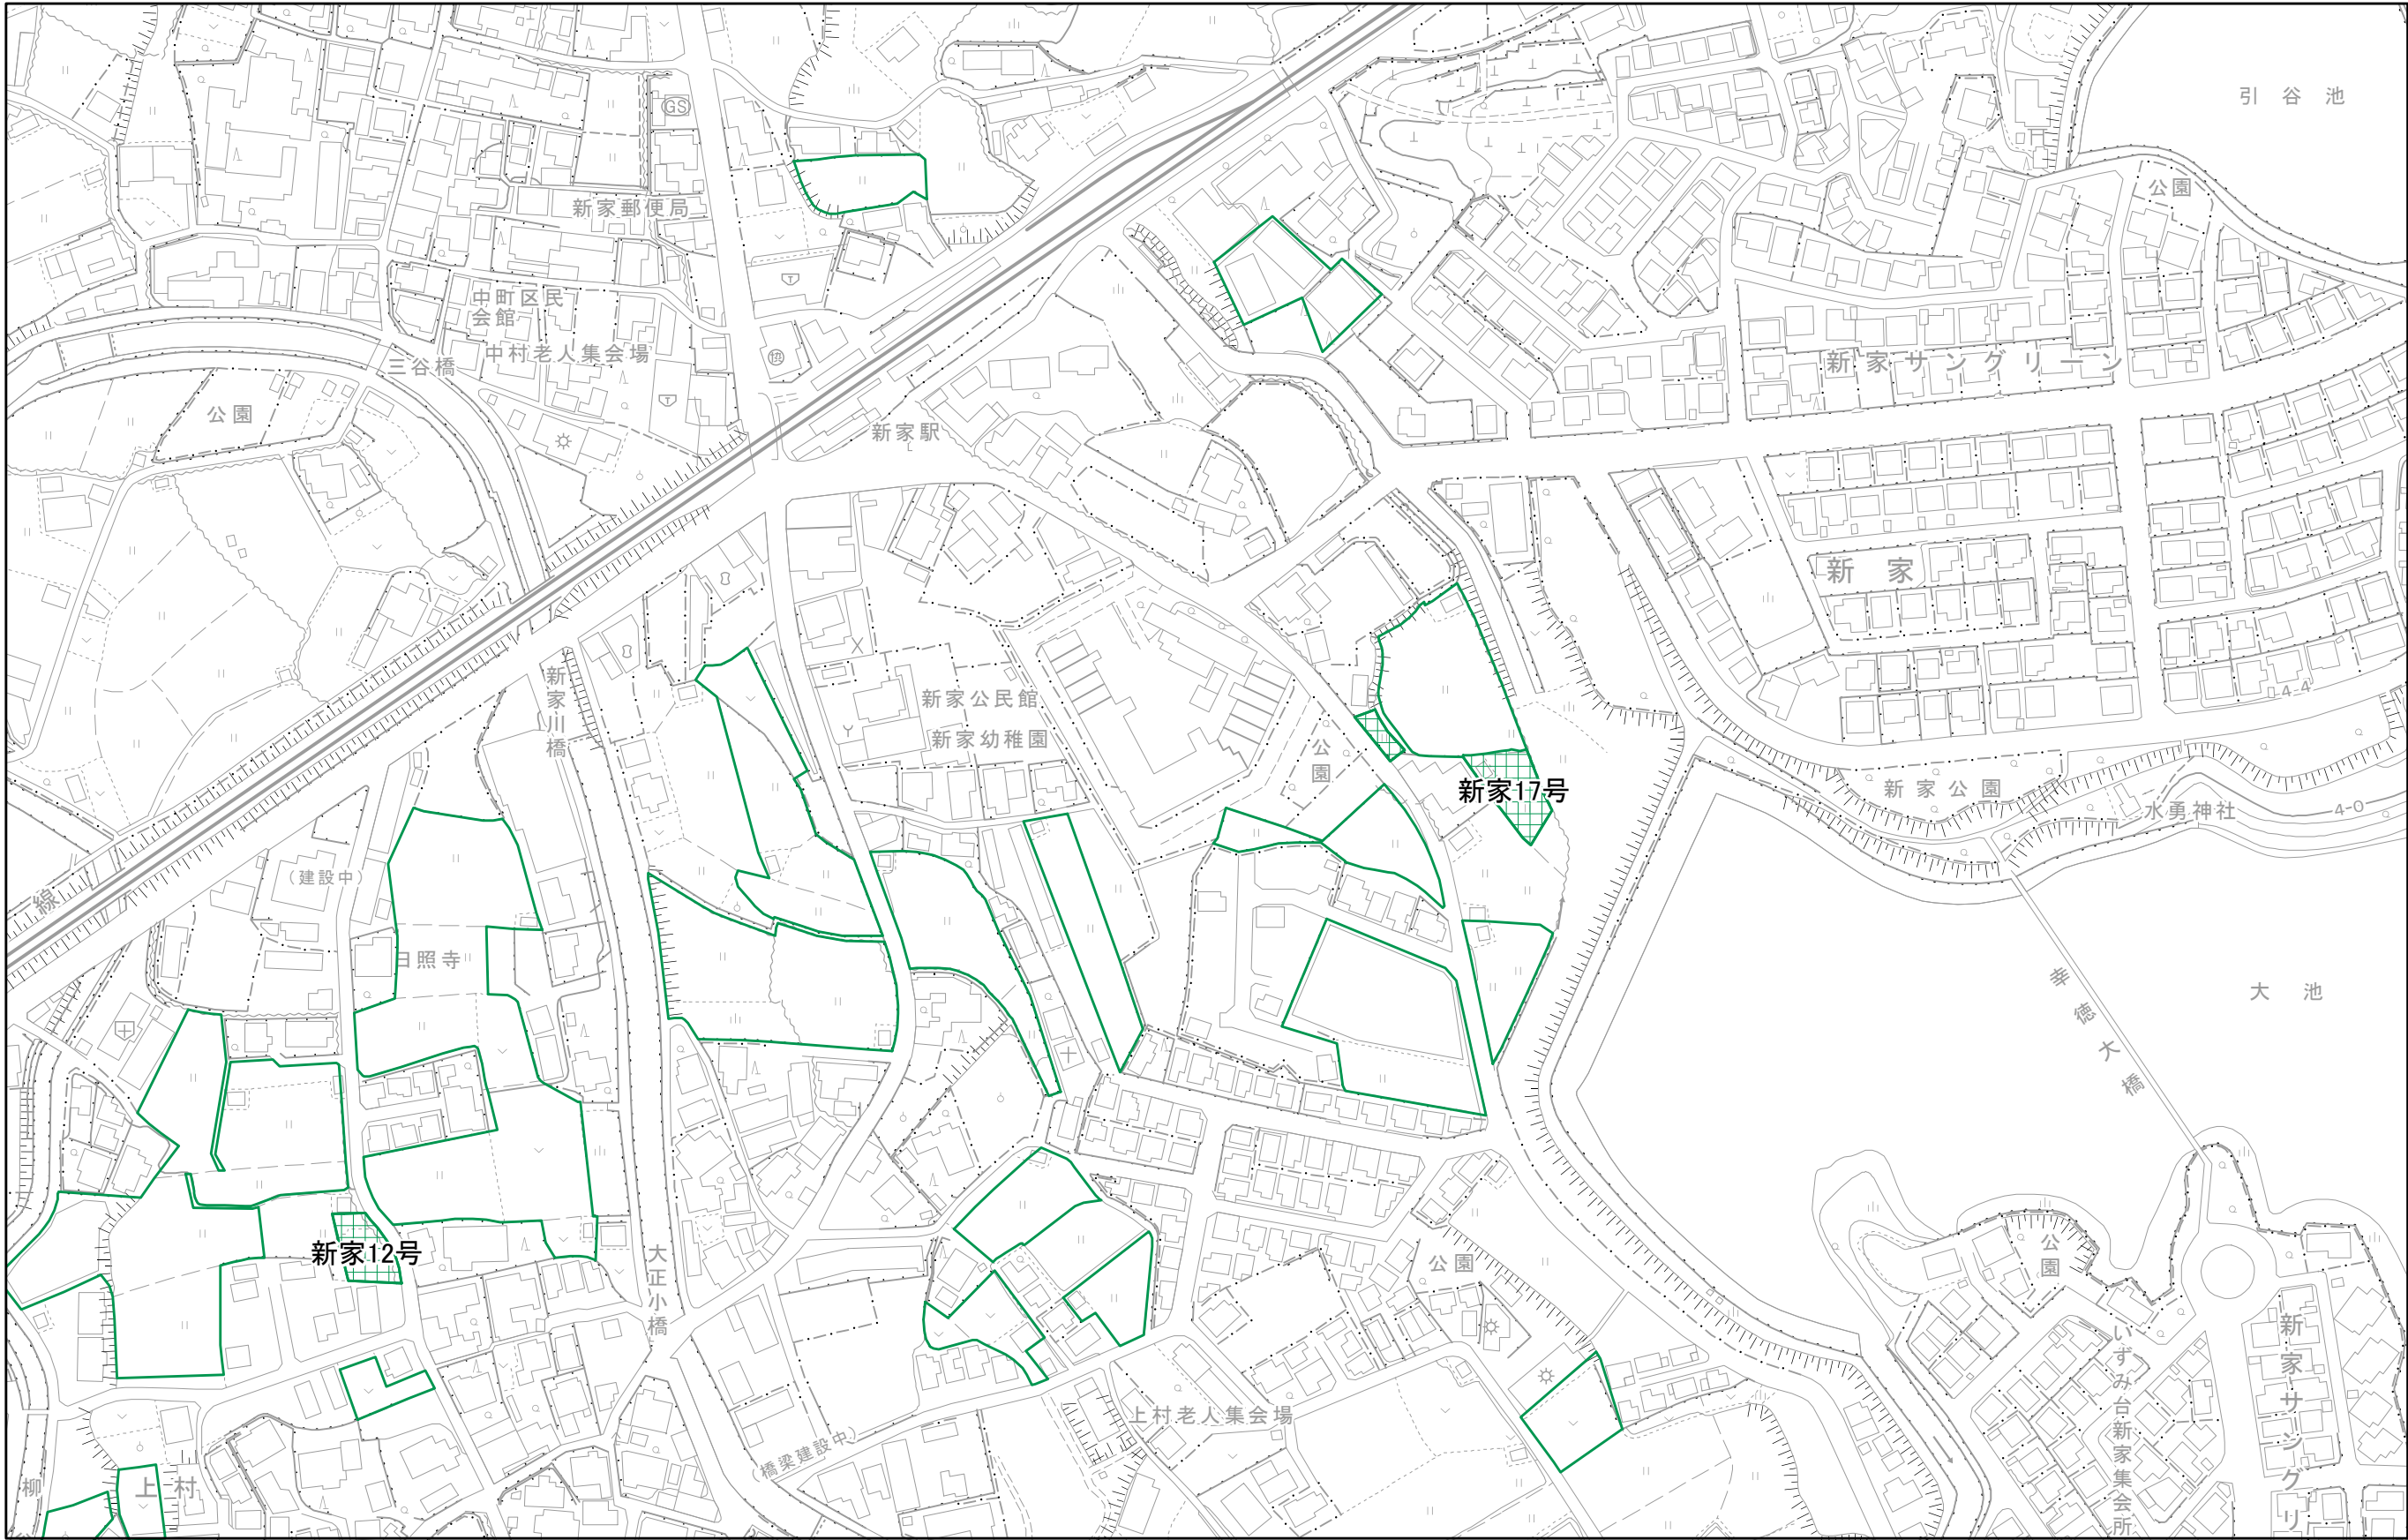 引谷池
GS
公園
新家郵便局
中町区民
会館
中村老人集会場
三谷橋
公園
新家駅
新家サングリーン
新家
新家川橋
新家公民館
新家幼稚園
公園
4-4
新家17号
新家公園
水勇神社
4-0
(建設中)
線
日照寺
幸徳大橋
大池
新家12号
大正小橋
公園
公園
いずみ台新家集会所
新家サングリ
上村老人集会場
(橋梁建設中)
柳
上村